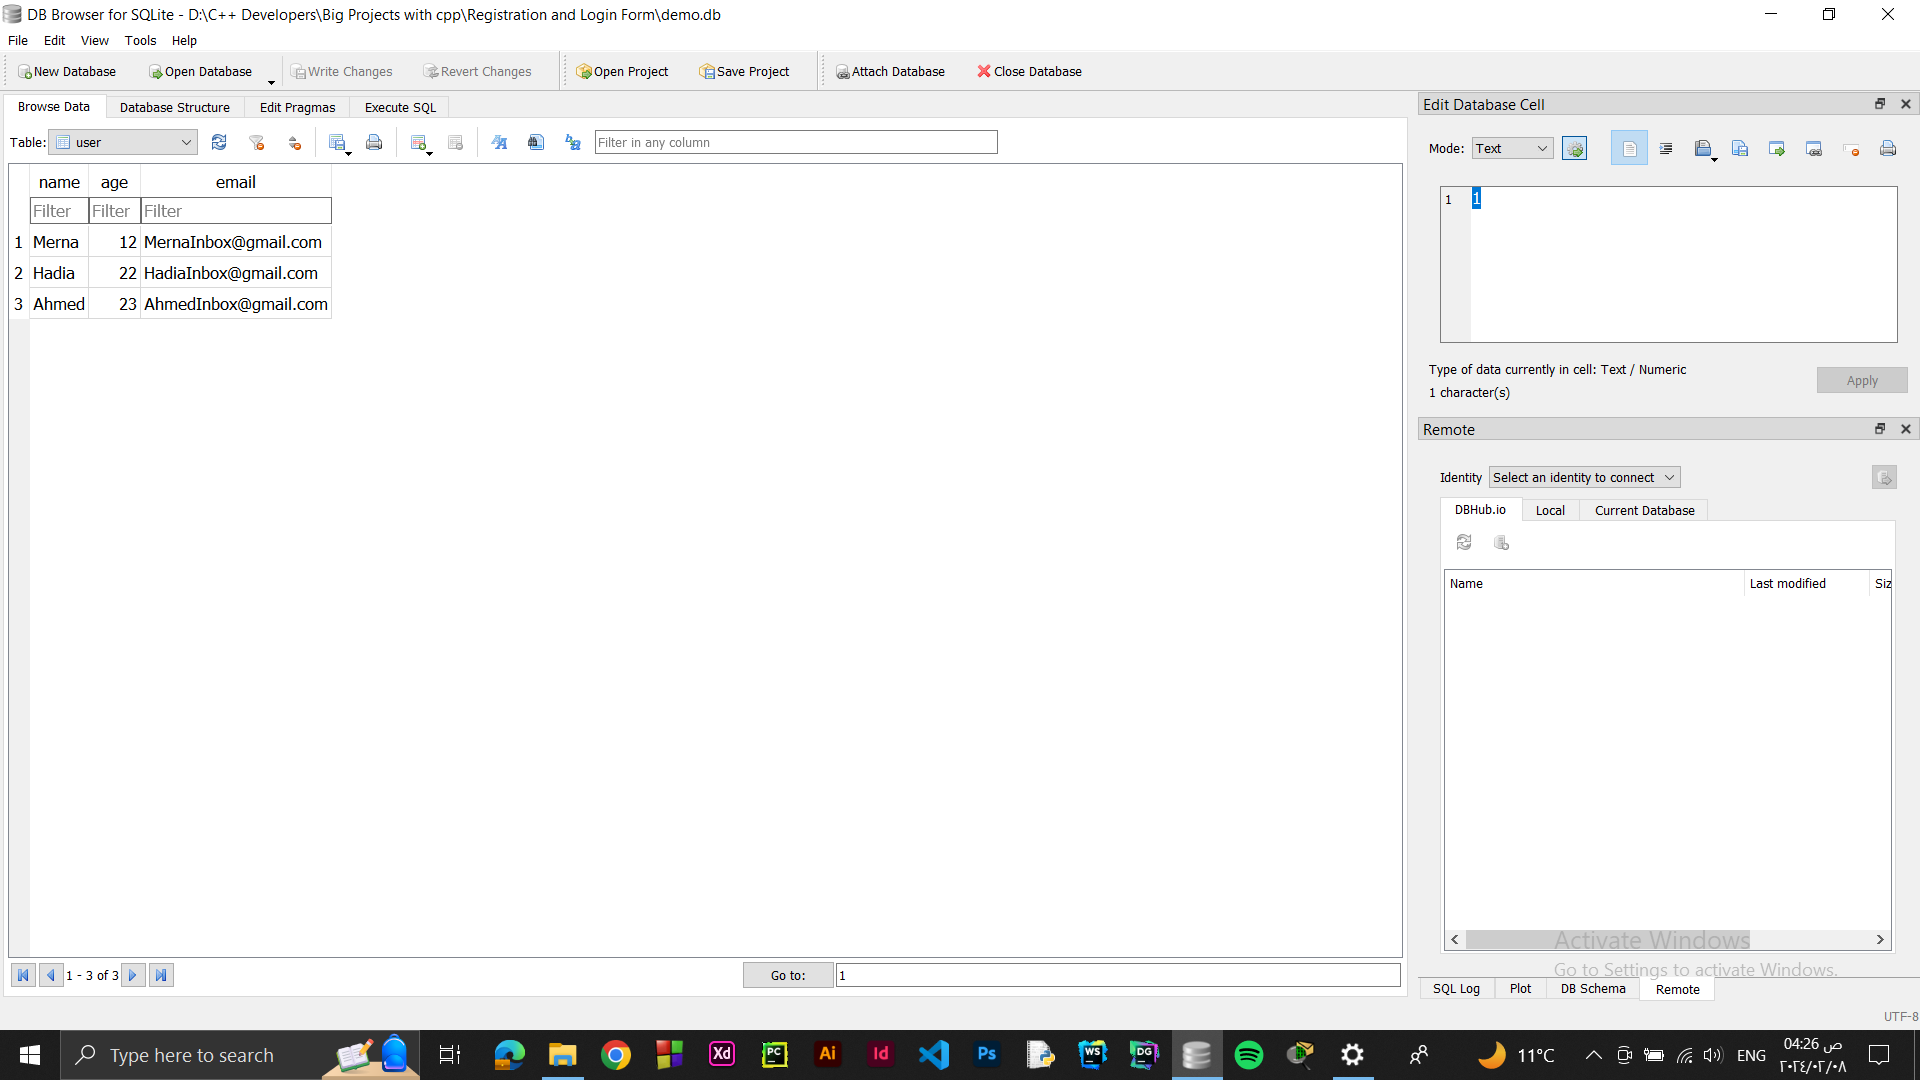 DB Browser for SQLite - D:\C++ Developers\Big Projects with cpp\Registration and Login Form\demo.db
File Edit View Tools Help
New Database Open Database Write Changes Revert Changes Open Project Save Project Attach Database Close Database
Browse Data Database Structure Edit Pragmas Execute SQL
Table: user Filter in any column
name age email
Filter Filter Filter
1 Merna 12 MernaInbox@gmail.com
2 Hadia 22 HadiaInbox@gmail.com
3 Ahmed 23 AhmedInbox@gmail.com
1 - 3 of 3 Go to: 1
Edit Database Cell
Mode: Text
1 1
Type of data currently in cell: Text / Numeric
1 character(s)
Apply
Remote
Identity Select an identity to connect
DBHub.io Local Current Database
Name Last modified Siz
Activate Windows
Go to Settings to activate Windows.
SQL Log Plot DB Schema Remote
UTF-8
Type here to search
Xd PC Ai Id Ps WS DG
11°C ENG
04:26 ص
٢٠٢٤/٠٢/٠٨